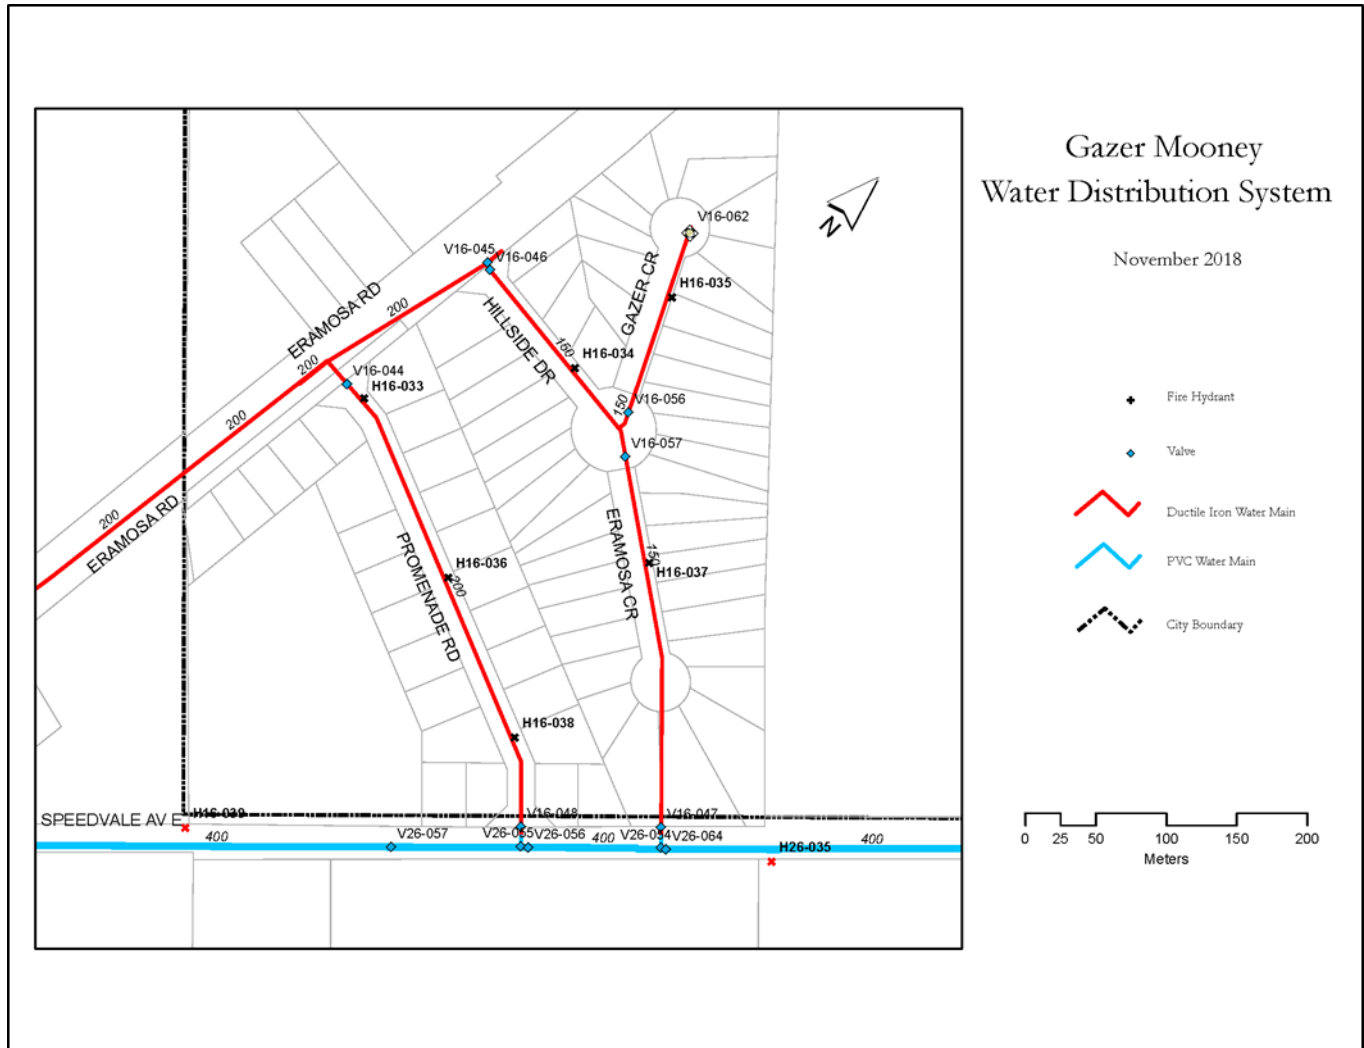 Gazer Mooney
Water Distribution System
November 2018
Fire Hydrant
Valve
Ductile Iron Water Main
PVC Water Main
City Boundary
0 25 50 100 150 200
Meters
N
V16-062
V16-045
V16-046
GAZER CR
H16-035
ERAMOSA RD
200
HILLSIDE DR
150
H16-034
200
V16-044
H16-033
V16-056
150
200
V16-057
200
ERAMOSA RD
PROMENADE RD
H16-036
200
ERAMOSA CR
150
H16-037
H16-038
SPEEDVALE AV E
H16-039
V16-048
V16-047
400
V26-057
V26-055
V26-056
400
V26-054
V26-064
H26-035
400